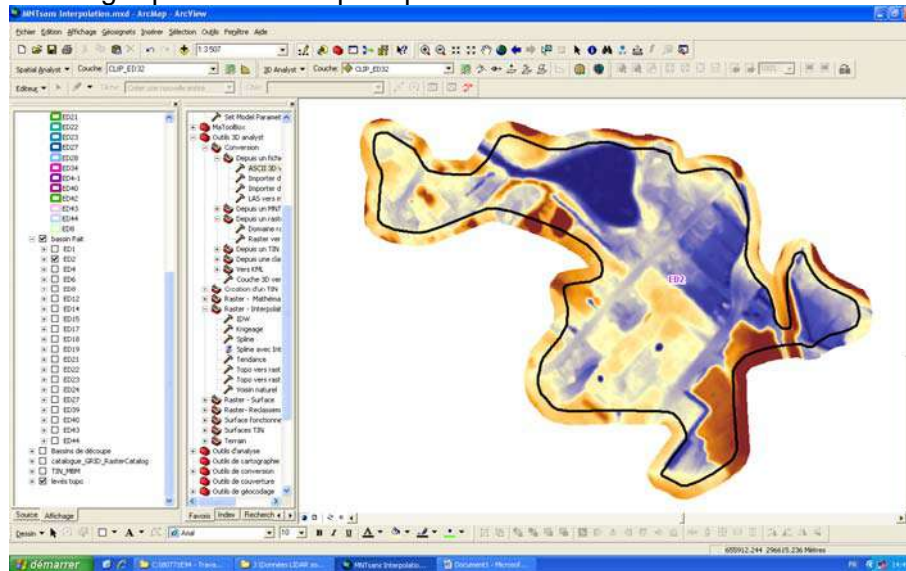 MNTsans Interpolation.mxd - ArcMap - ArcView
Fichier Edition Affichage Géosignets Insérer Sélection Outils Fenêtre Aide
1:3 507
Spatial Analyst Couche: CLIP_ED32 3D Analyst Couche: CLIP_ED32
Editeur
ED21
ED22
ED23
ED27
ED28
ED34
ED4-1
ED40
ED42
ED43
ED44
ED8
bassin Fait
ED1
ED2
ED4
ED6
ED8
ED12
ED14
ED15
ED17
ED18
ED19
ED21
ED22
ED23
ED24
ED27
ED39
ED40
ED43
ED44
Bassins de découpe
catalogue_GRID_RasterCatalog
TIN_MBM
levés topo
Source Affichage
Set Model Paramet
MaToolBox
Outils 3D analyst
Conversion
Depuis un fichie
ASCII 3D v
Importer d
Importer d
LAS vers m
Depuis un MNT
Depuis un rast
Domaine ra
Raster ver
Depuis un TIN
Depuis une cla
Vers KML
Couche 3D ver
Création d'un TIN
Raster - Mathéma
Raster - Interpolat
IDW
Krigeage
Spline
Spline avec Int
Tendance
Topo vers rast
Topo vers rast
Voisin naturel
Raster - Surface
Raster - Reclassem
Surface fonctionne
Surfaces TIN
Terrain
Outils d'analyse
Outils de cartographie
Outils de conversion
Outils de couverture
Outils de géocodage
Favoris Index Recherch
ED2
Dessin Arial 10 B I U A
655912.244 296615.236 Mètres
démarrer MNTsans Interpolatio... Document1 - Microsof... FR